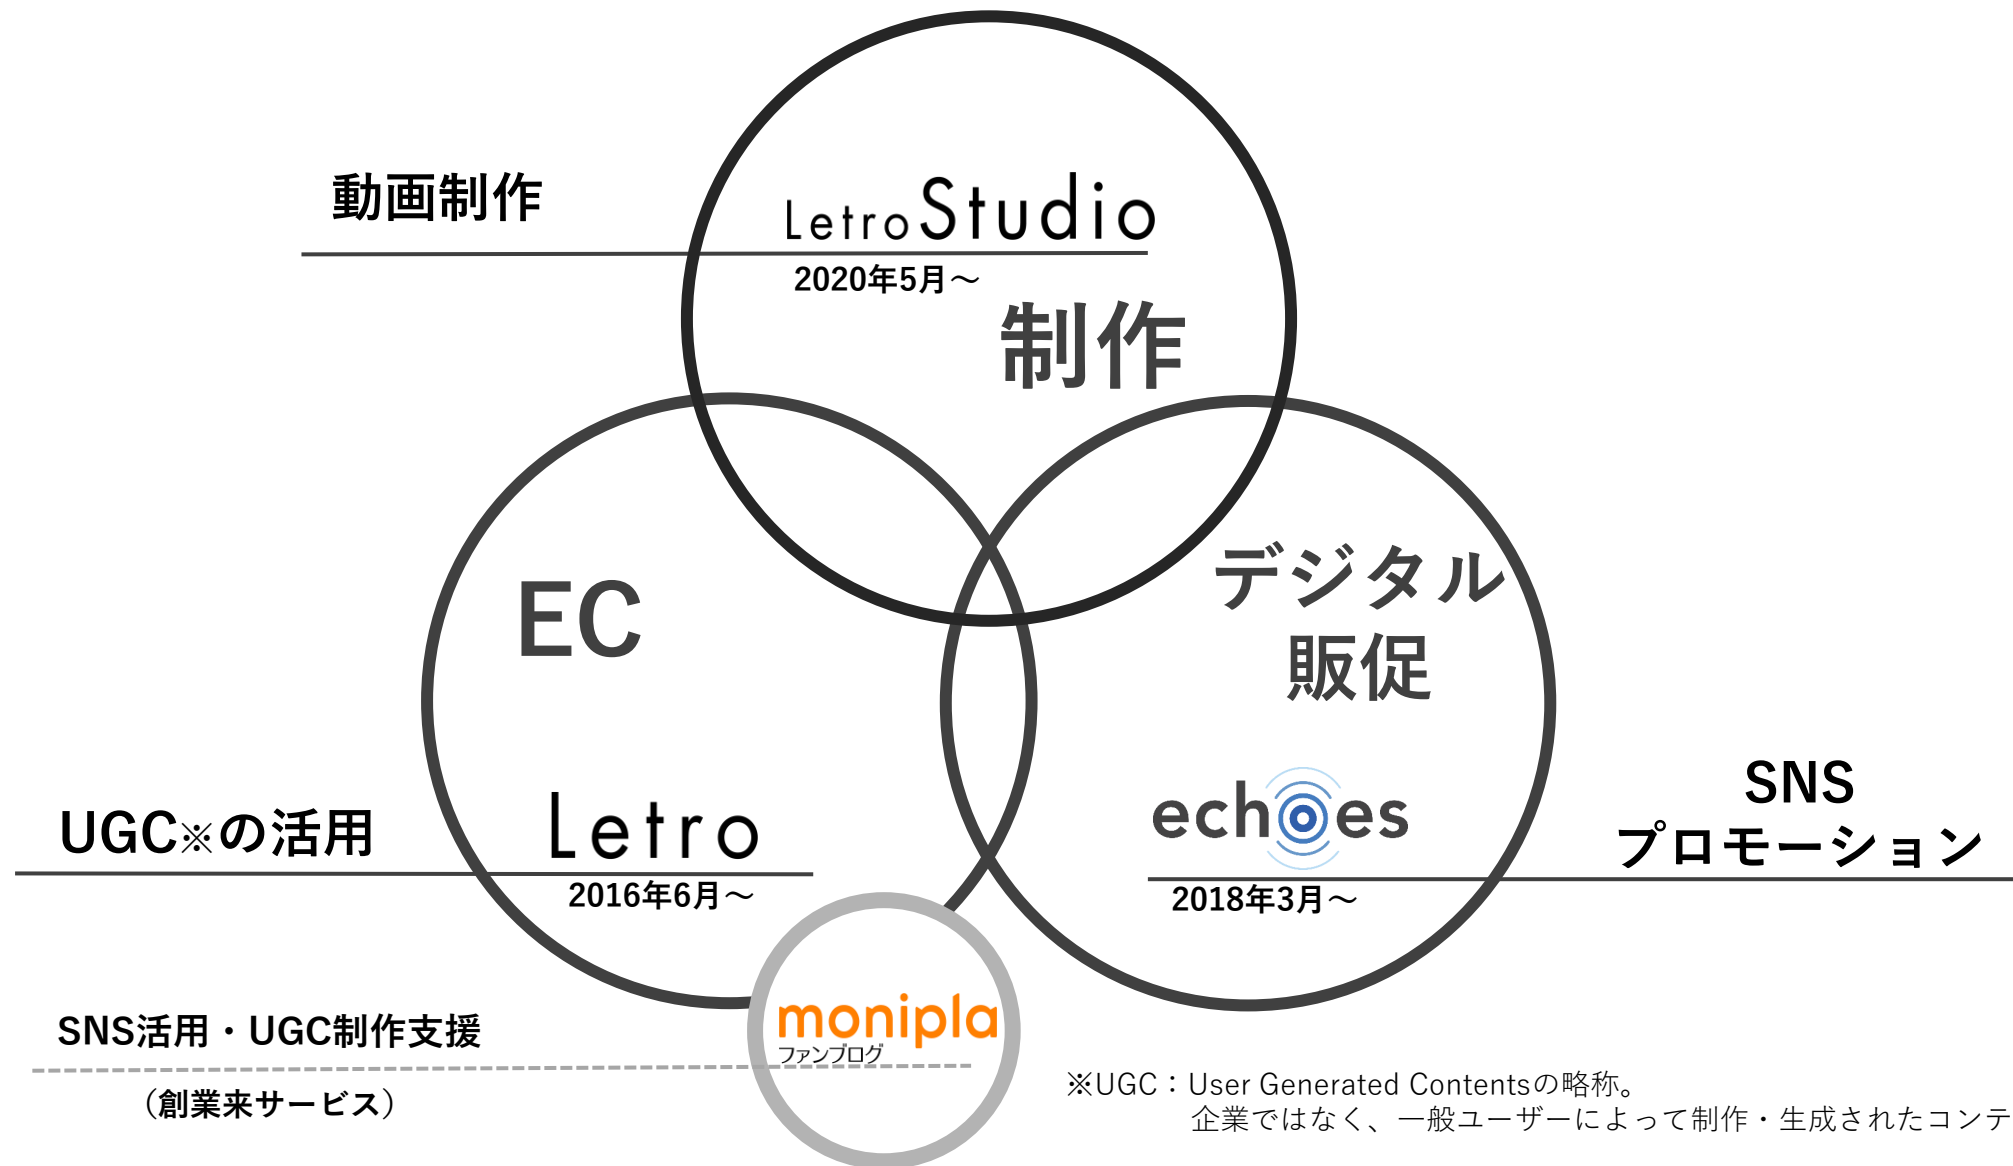 動画制作
LetroStudio
2020年5月～
制作
EC
デジタル
販促
UGC※の活用
Letro
2016年6月～
echoes
2018年3月～
SNS
プロモーション
monipla
ファンブログ
SNS活用・UGC制作支援
（創業来サービス）
※UGC：User Generated Contentsの略称。
企業ではなく、一般ユーザーによって制作・生成されたコンテ